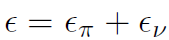 ϵ = ϵ_π + ϵ_ν